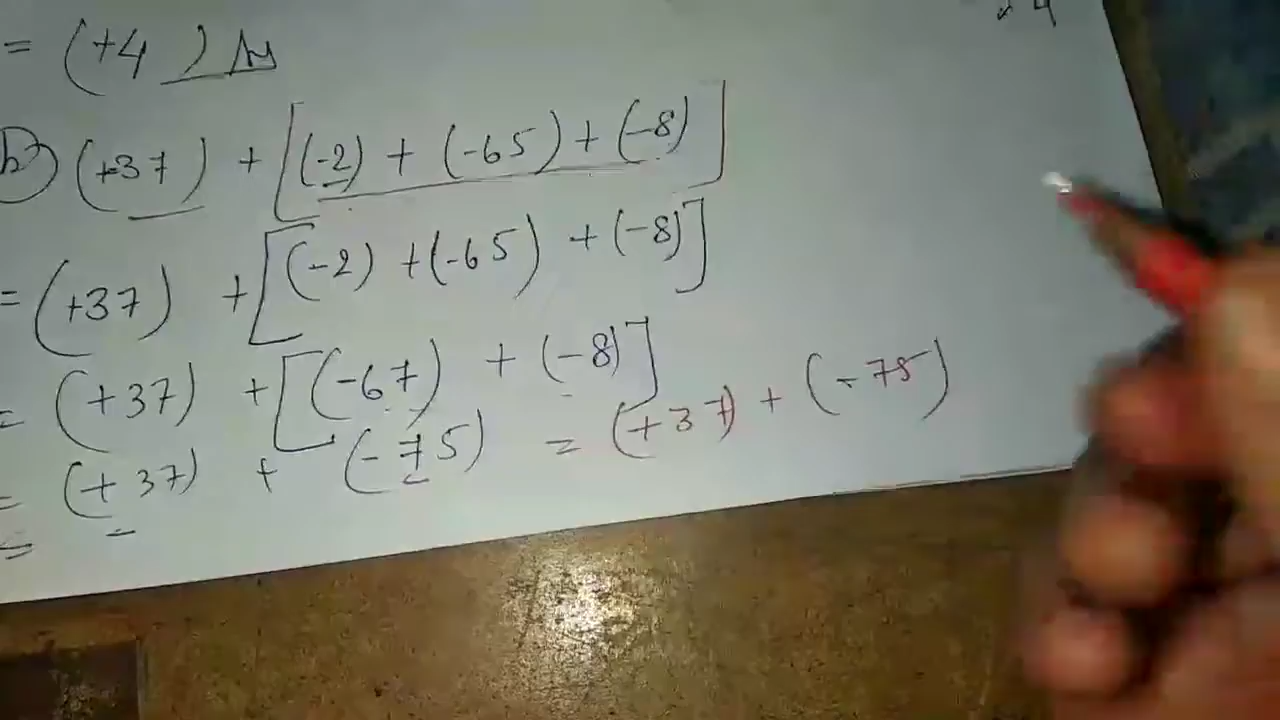 = (+4) Ans
b) (+37) + [(-2) + (-65) + (-8)]
= (+37) + [(-2) + (-65) + (-8)]
= (+37) + [(-67) + (-8)]
= (+37) + (-75) = (+37) + (-75)
=